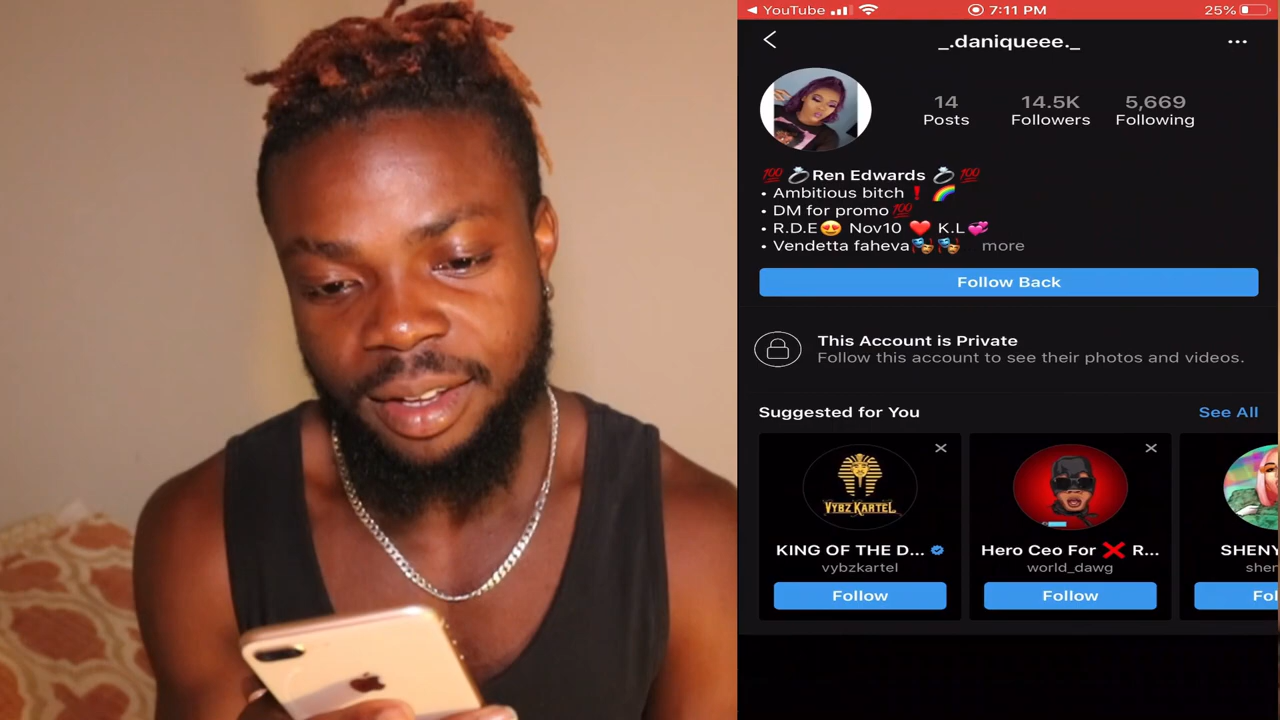 YouTube
7:11 PM
25%
_.daniqueee._
14
Posts
14.5K
Followers
5,669
Following
💯 💍Ren Edwards 💍 💯
• Ambitious bitch❗ 🌈
• DM for promo💯
• R.D.E😍 Nov10 ❤️ K.L💞
• Vendetta faheva🎭 🎭 more
Follow Back
This Account is Private
Follow this account to see their photos and videos.
Suggested for You
See All
VYBZ KARTEL
KING OF THE D...
vybzkartel
Follow
Hero Ceo For ❌ R...
world_dawg
Follow
SHENY
sher
Fol